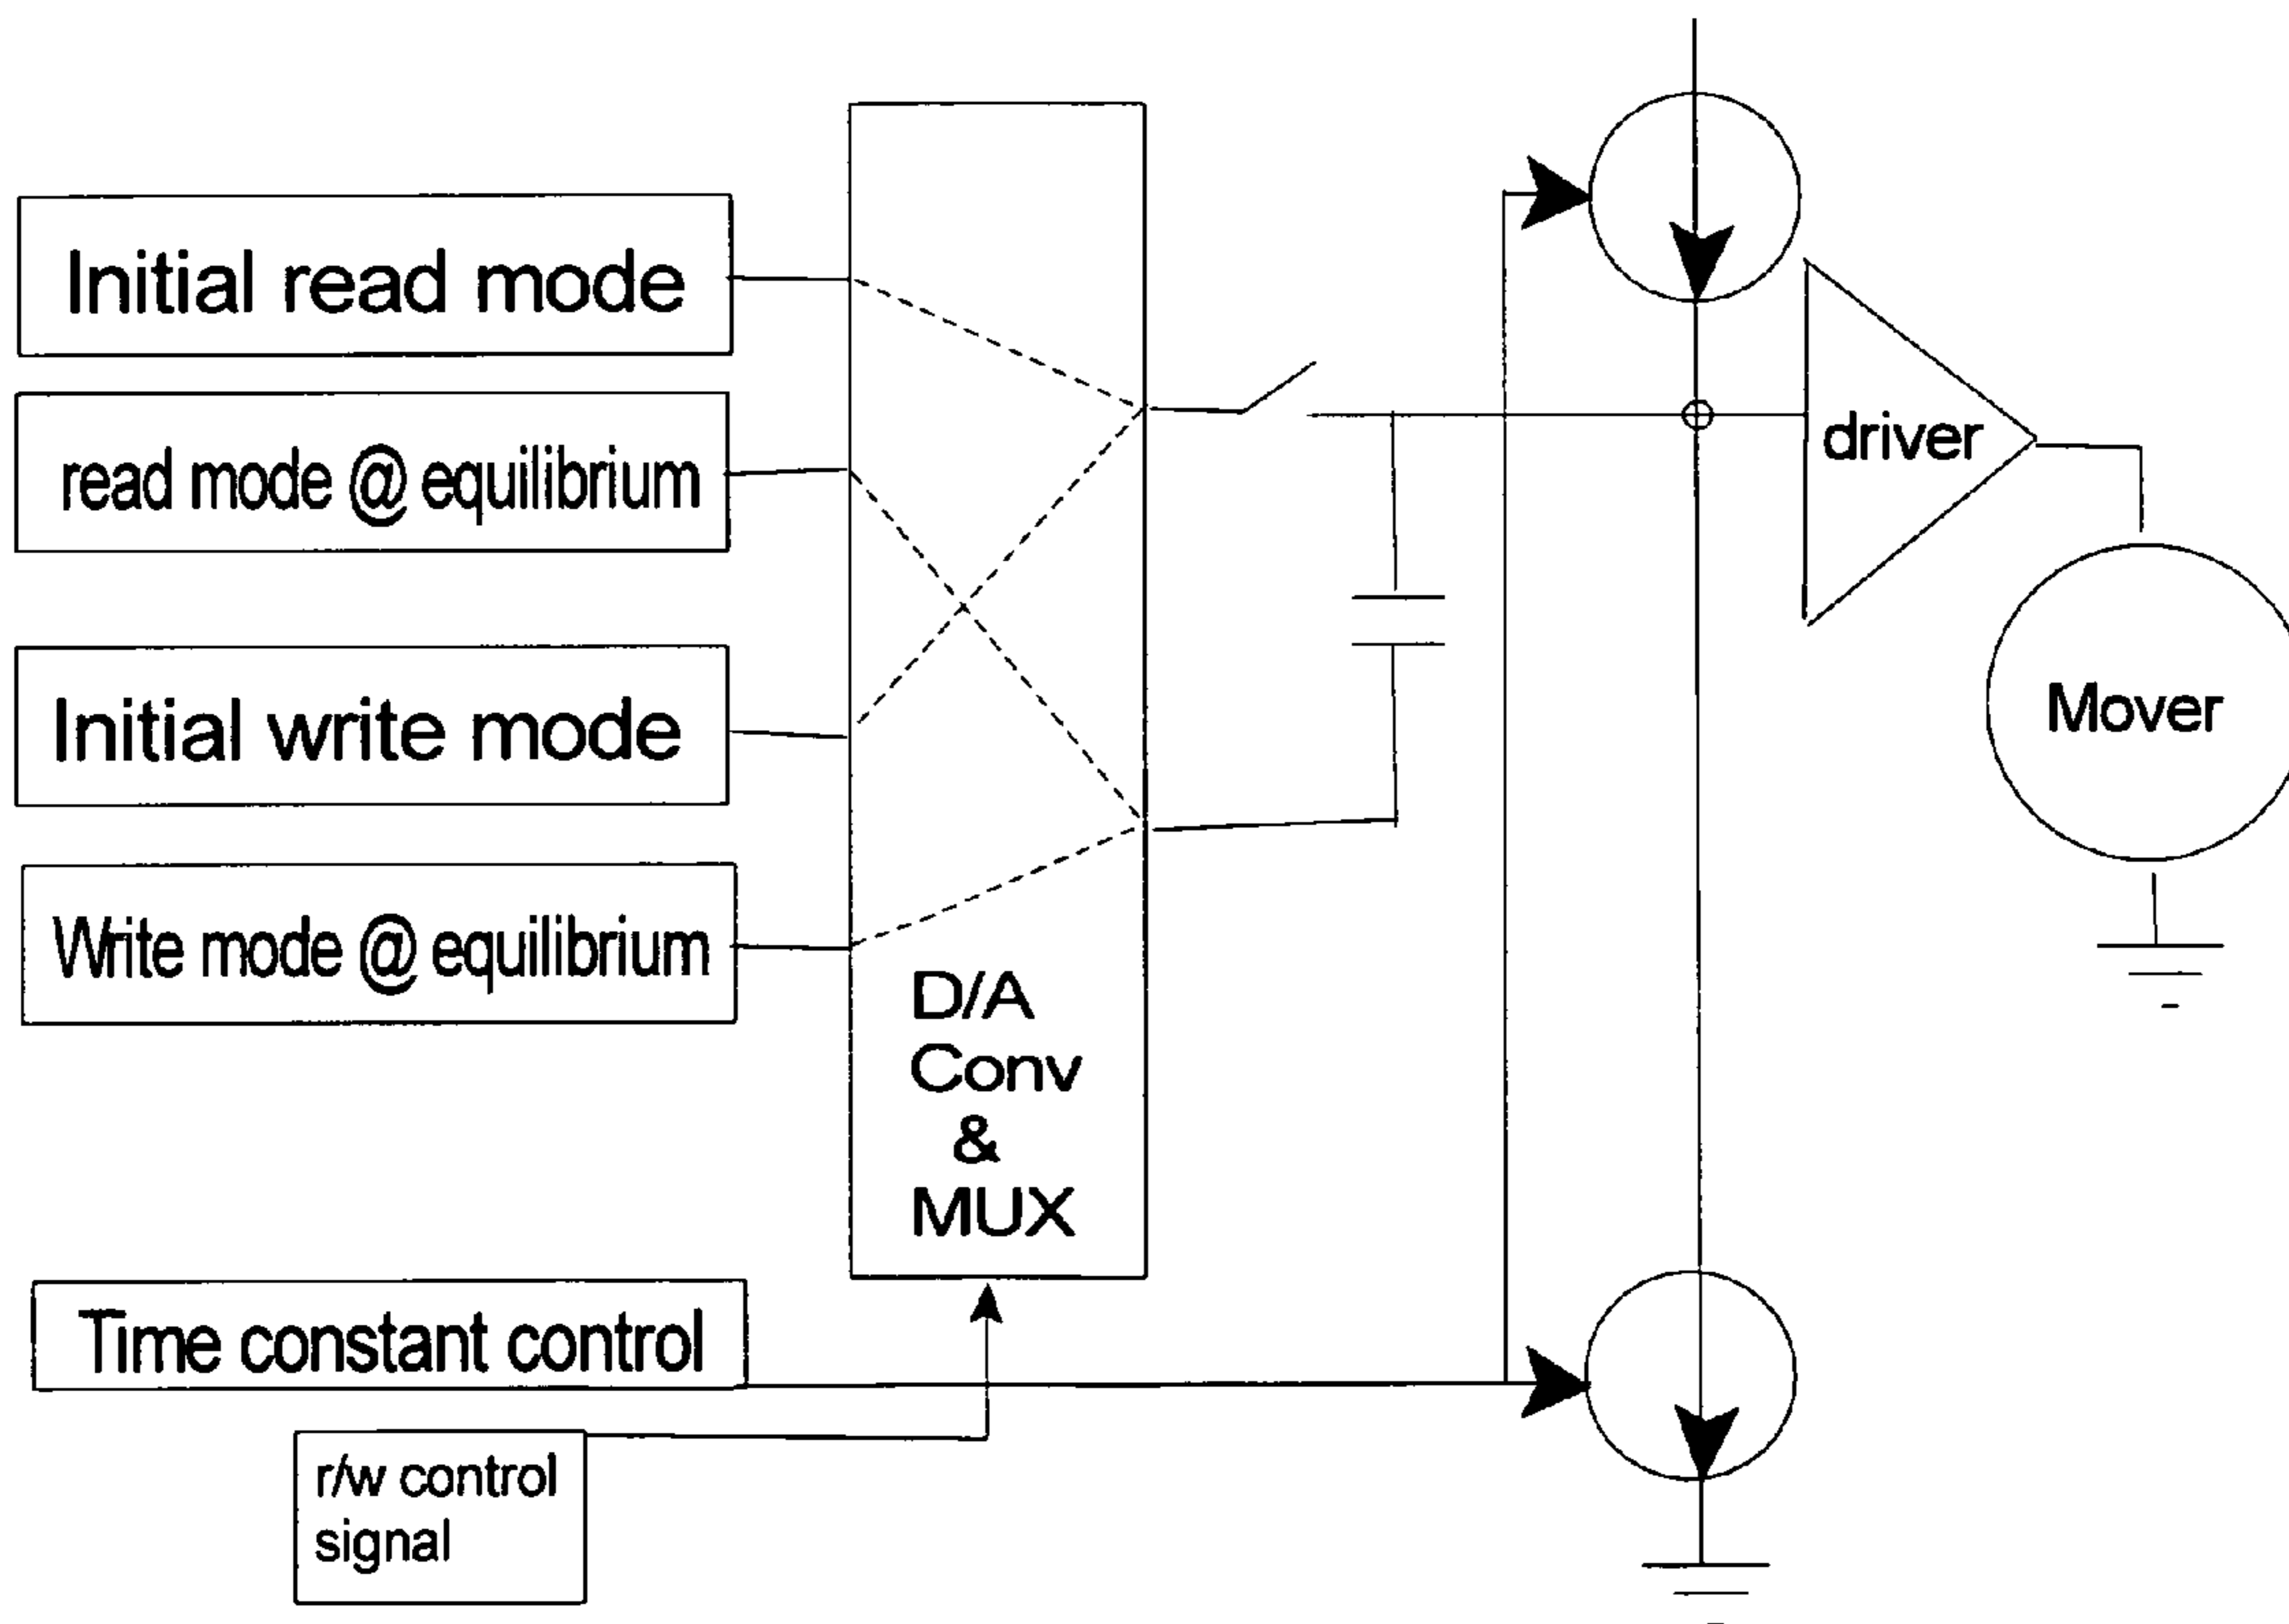 Initial read mode
read mode @ equilibrium
driver
Initial write mode
Mover
Write mode @ equilibrium
D/A
Conv
&
MUX
Time constant control
r/w control
signal